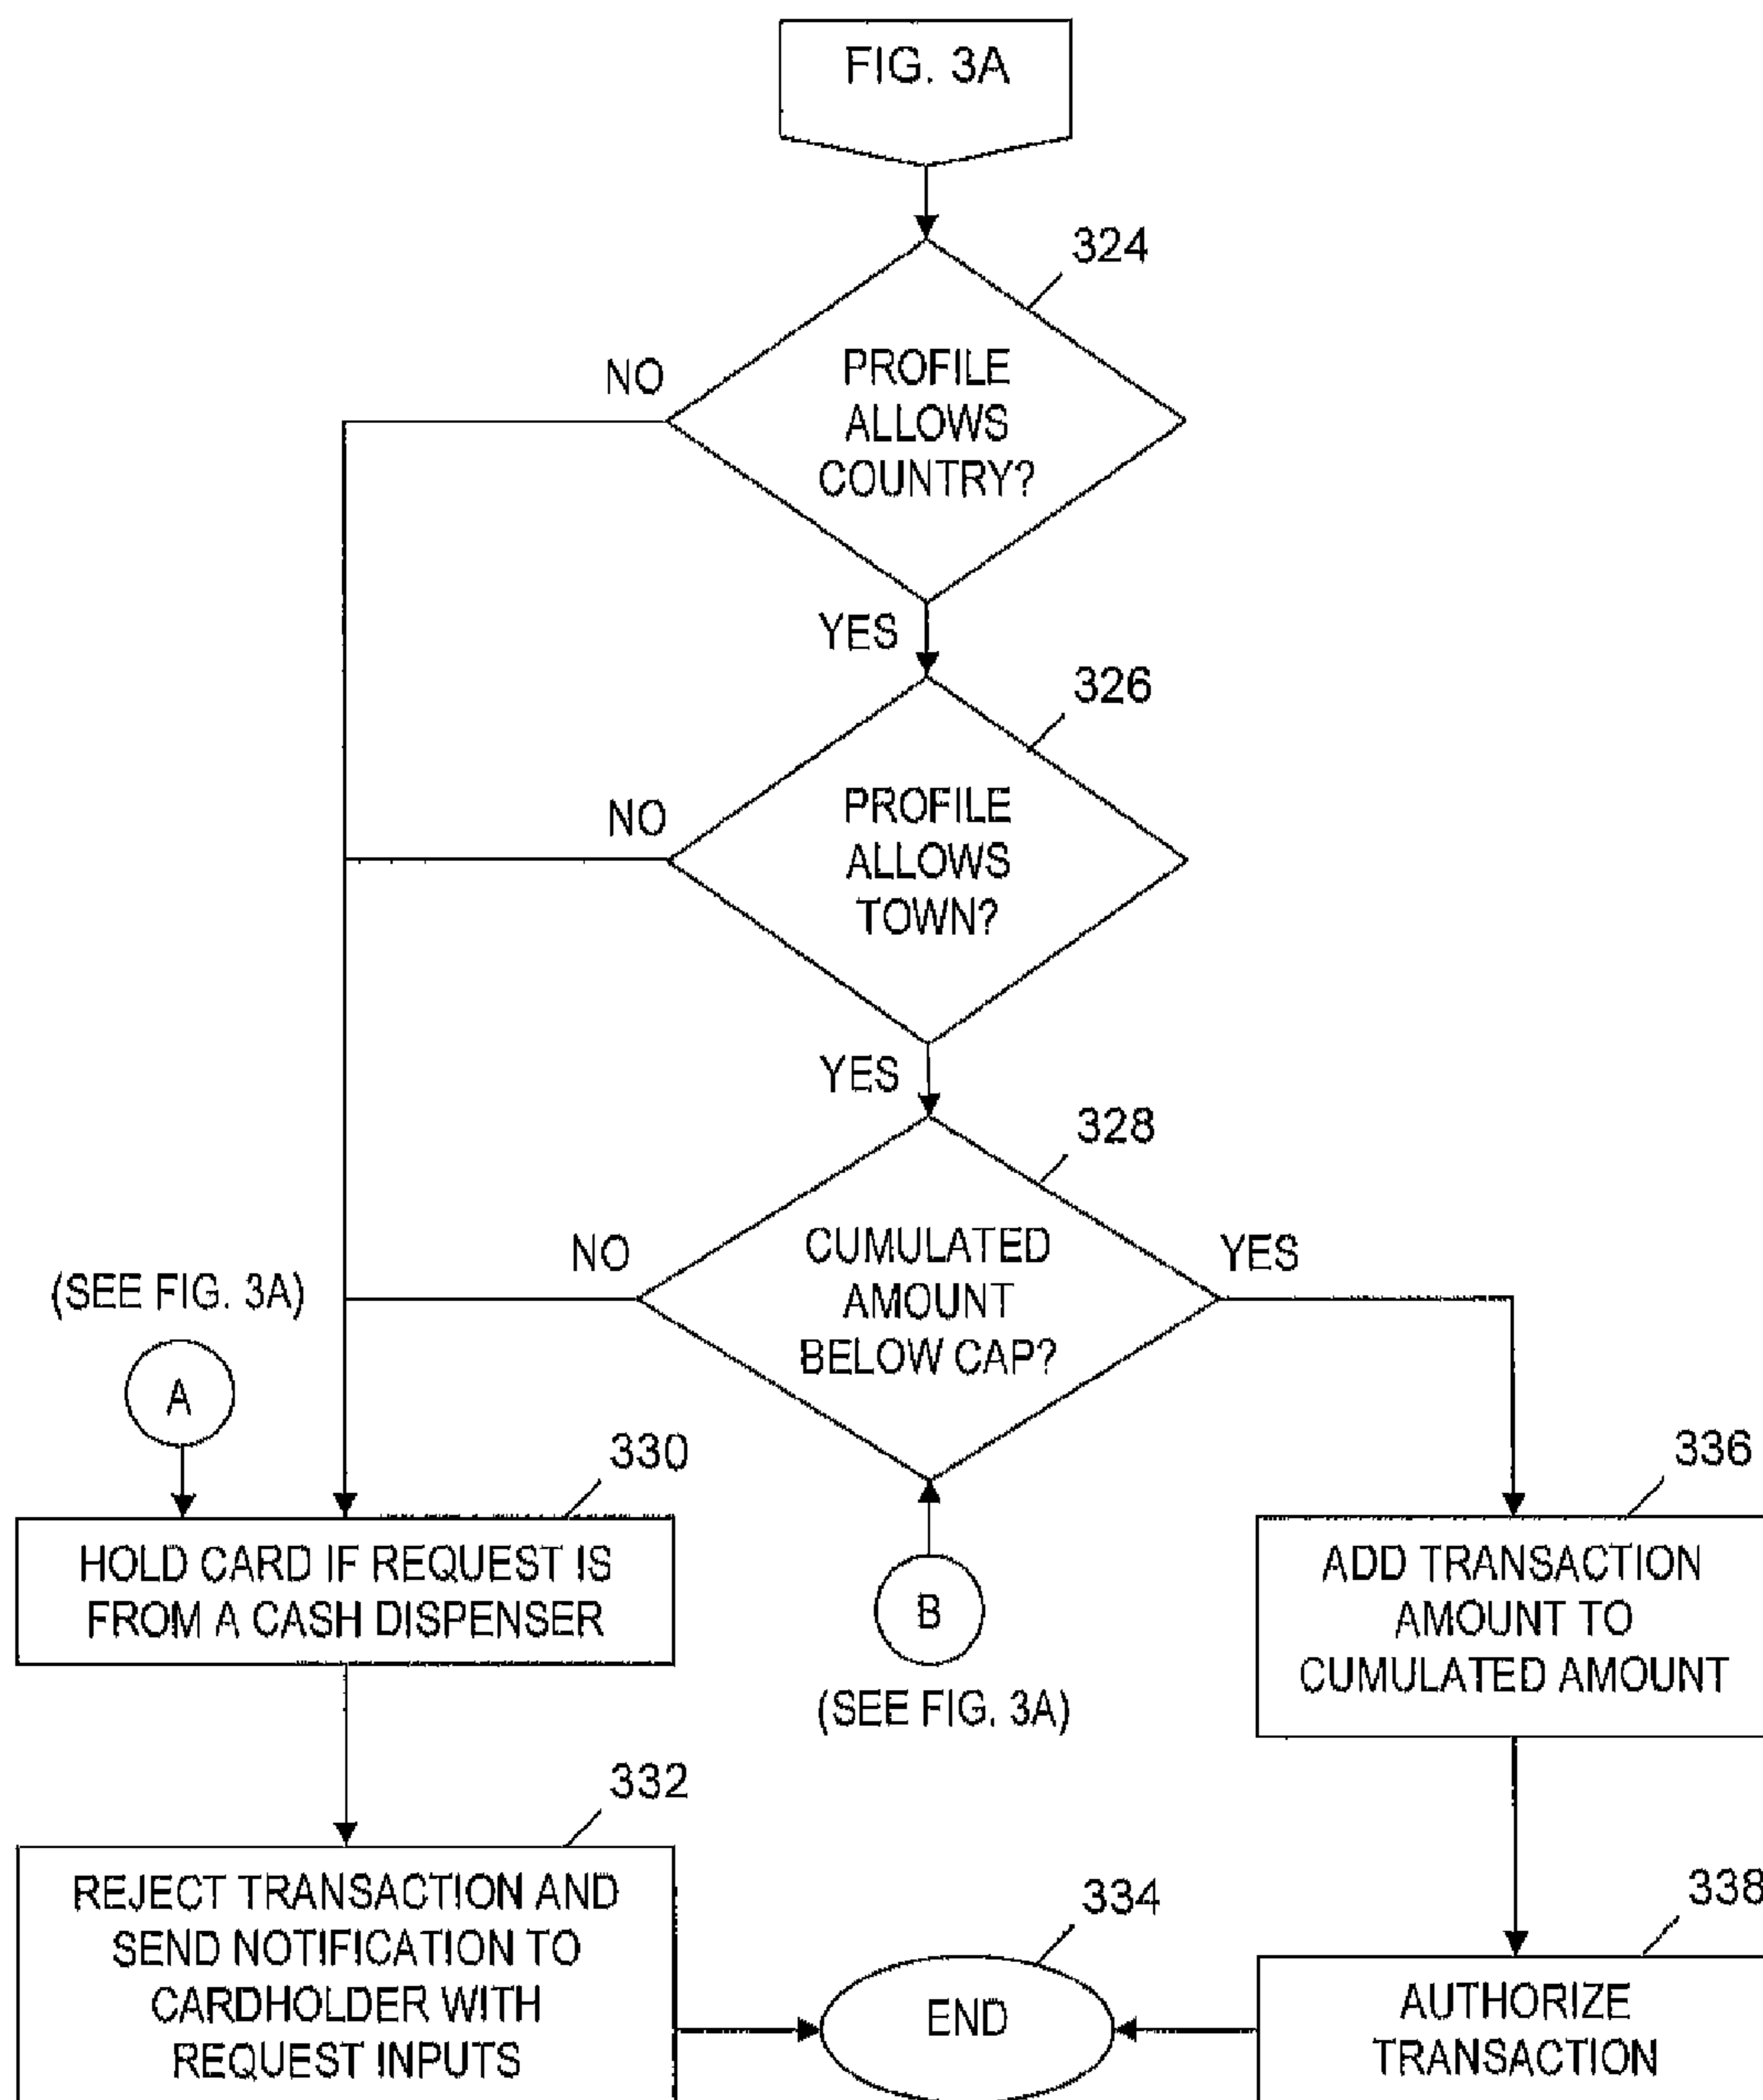 FIG. 3A
324
NO
PROFILE
ALLOWS
COUNTRY?
YES
326
NO
PROFILE
ALLOWS
TOWN?
YES
328
NO
CUMULATED
AMOUNT
BELOW CAP?
YES
(SEE FIG. 3A)
A
330
HOLD CARD IF REQUEST IS
FROM A CASH DISPENSER
B
(SEE FIG. 3A)
336
ADD TRANSACTION
AMOUNT TO
CUMULATED AMOUNT
332
REJECT TRANSACTION AND
SEND NOTIFICATION TO
CARDHOLDER WITH
REQUEST INPUTS
334
END
338
AUTHORIZE
TRANSACTION